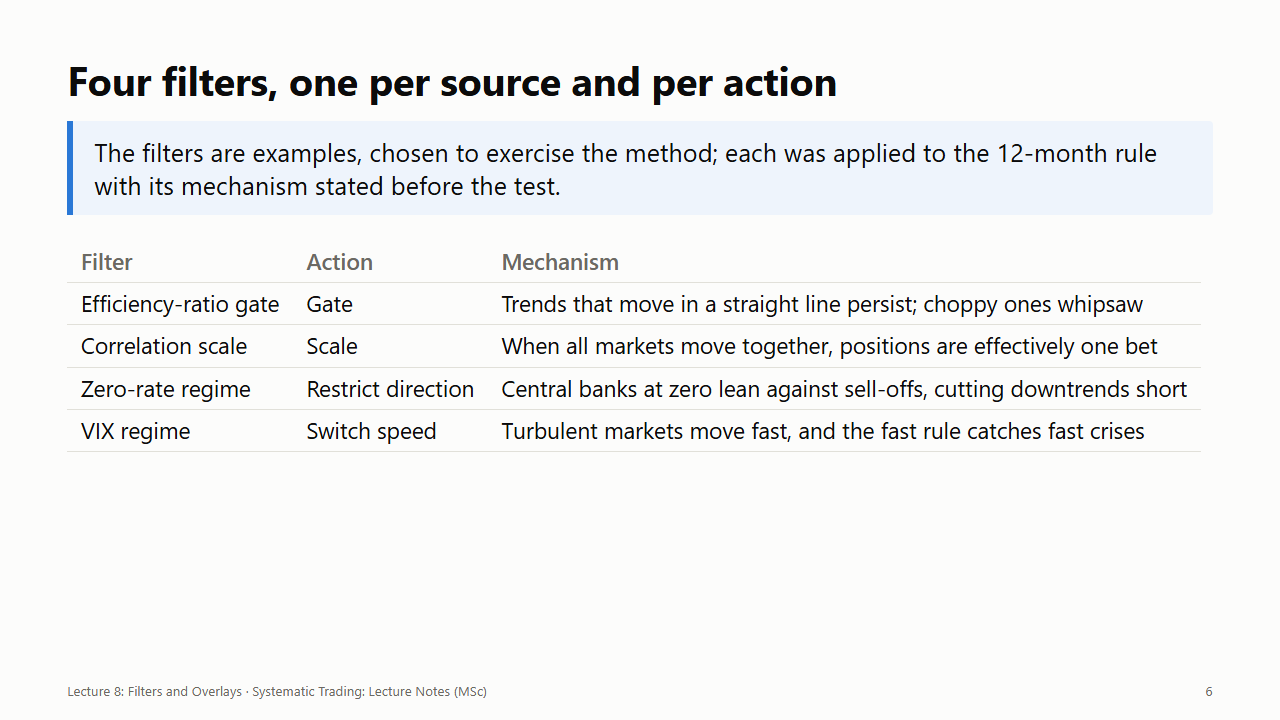 Four filters, one per source and per action
The filters are examples, chosen to exercise the method; each was applied to the 12-month rule
with its mechanism stated before the test.
Filter Action Mechanism
Efficiency-ratio gate Gate Trends that move in a straight line persist; choppy ones whipsaw
Correlation scale Scale When all markets move together, positions are effectively one bet
Zero-rate regime Restrict direction Central banks at zero lean against sell-offs, cutting downtrends short
VIX regime Switch speed Turbulent markets move fast, and the fast rule catches fast crises
Lecture 8: Filters and Overlays · Systematic Trading: Lecture Notes (MSc) 6